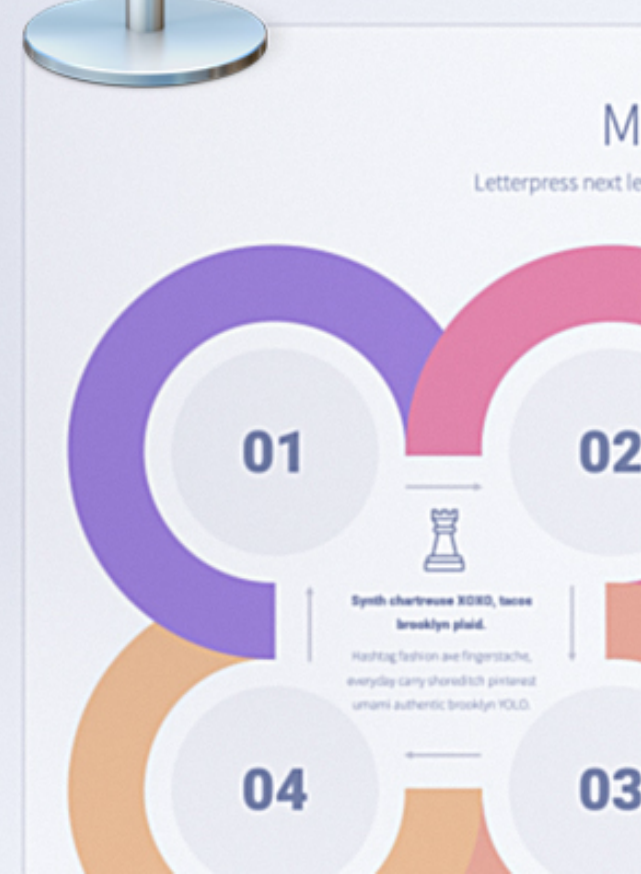 M
Letterpress next le
01
02
Synth chartreuse XOXO, tacos
brooklyn plaid.
Hashtag fashion axe fingerstache,
everyday carry shoreditch pinterest
umami authentic brooklyn YOLO.
04
03